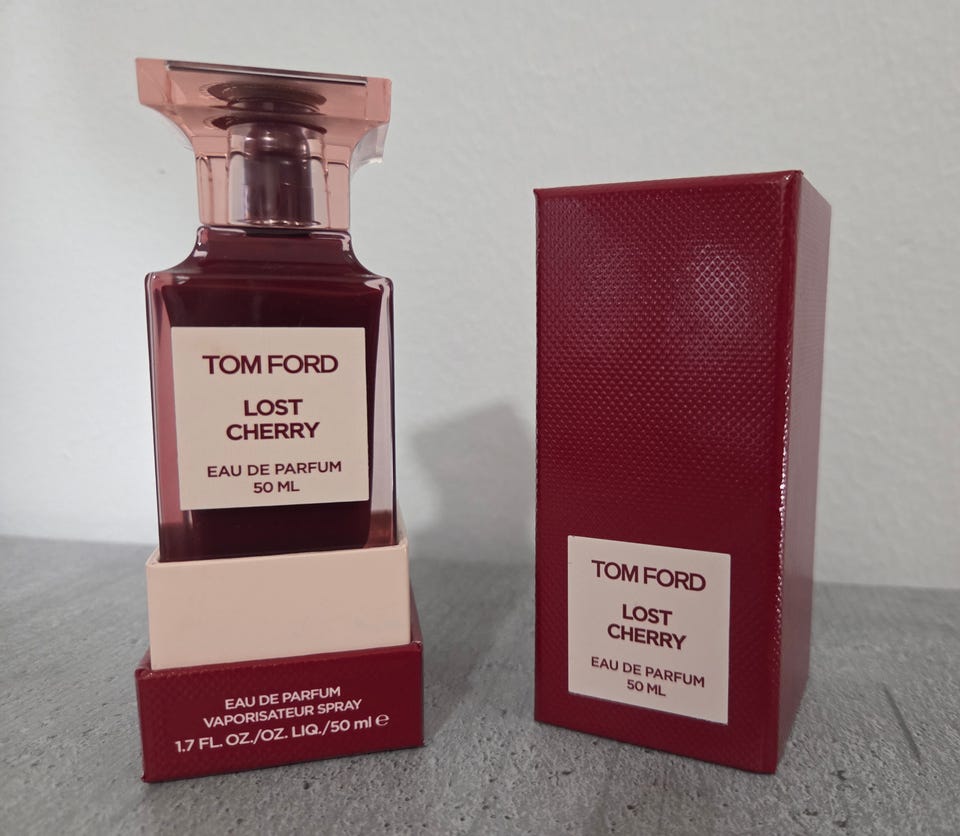 TOM FORD
LOST
CHERRY
EAU DE PARFUM
50 ML
EAU DE PARFUM
VAPORISATEUR SPRAY
1.7 FL. OZ./OZ. LIQ./50 ml ℮
TOM FORD
LOST
CHERRY
EAU DE PARFUM
50 ML